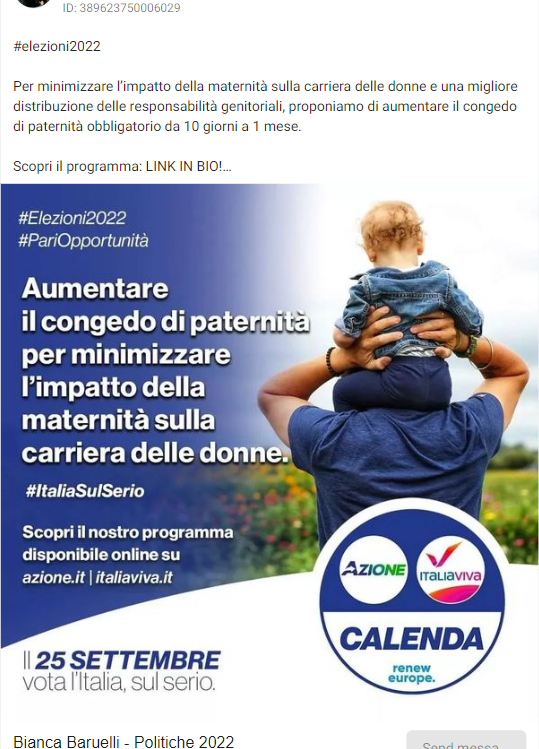 ID: 389623750006029
#elezioni2022
Per minimizzare l'impatto della maternità sulla carriera delle donne e una migliore
distribuzione delle responsabilità genitoriali, proponiamo di aumentare il congedo
di paternità obbligatorio da 10 giorni a 1 mese.
Scopri il programma: LINK IN BIO!...
#Elezioni2022
#PariOpportunità
Aumentare
il congedo di paternità
per minimizzare
l'impatto della
maternità sulla
carriera delle donne.
#ItaliaSulSerio
Scopri il nostro programma
disponibile online su
azione.it | italiaviva.it
AZIONE
ITALIAVIVA
CALENDA
renew
europe.
Il 25 SETTEMBRE
vota l'Italia, sul serio.
Bianca Baruelli - Politiche 2022
Send messa...